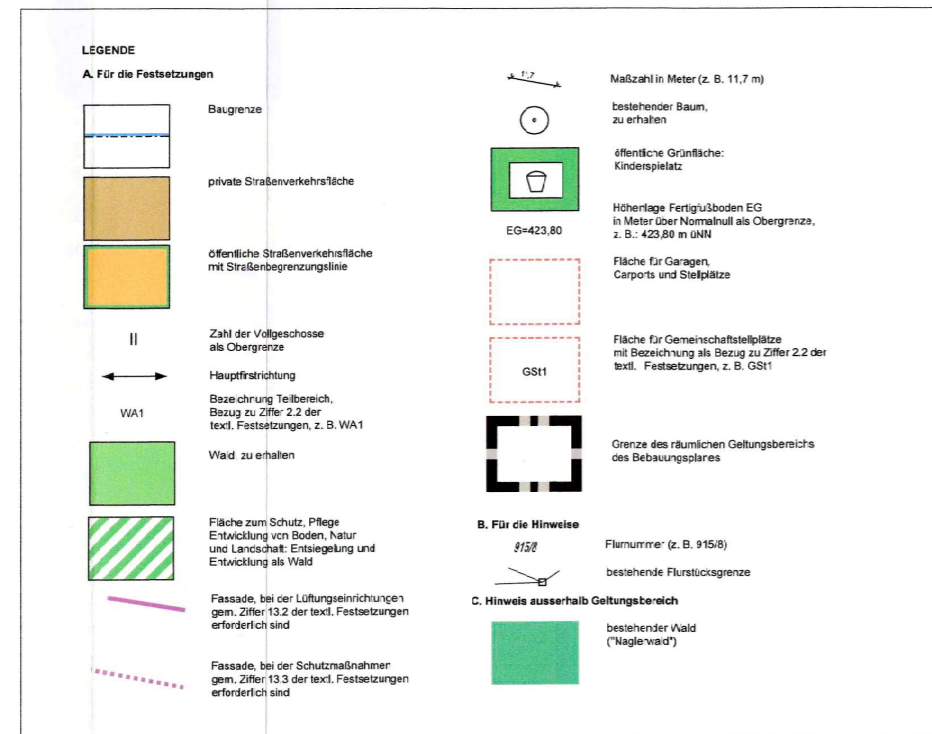 LEGENDE
A. Für die Festsetzungen
Baugrenze
private Straßenverkehrsfläche
öffentliche Straßenverkehrsfläche
mit Straßenbegrenzungslinie
II
Zahl der Vollgeschosse
als Obergrenze
Hauptfirstrichtung
WA1
Bezeichnung Teilbereich,
Bezug zu Ziffer 2.2 der
textl. Festsetzungen, z. B. WA1
Wald zu erhalten
Fläche zum Schutz, Pflege
Entwicklung von Boden, Natur
und Landschaft: Entsiegelung und
Entwicklung als Wald
Fassade, bei der Lüftungseinrichtungen
gem. Ziffer 13.2 der textl. Festsetzungen
erforderlich sind
Fassade, bei der Schutzmaßnahmen
gem. Ziffer 13.3 der textl. Festsetzungen
erforderlich sind
11,7
Maßzahl in Meter (z. B. 11,7 m)
bestehender Baum,
zu erhalten
öffentliche Grünfläche:
Kinderspielatz
EG=423,80
Höhenlage Fertigfußboden EG
in Meter über Normalnull als Obergrenze,
z. B.: 423,80 m üNN
Fläche für Garagen,
Carports und Stellplätze
GSt1
Fläche für Gemeinschaftstellplätze
mit Bezeichnung als Bezug zu Ziffer 2.2 der
textl. Festsetzungen, z. B. GSt1
Grenze des räumlichen Geltungsbereichs
des Bebauungsplanes
B. Für die Hinweise
915/8
Flurnummer (z. B. 915/8)
bestehende Flurstücksgrenze
C. Hinweis ausserhalb Geltungsbereich
bestehender Wald
("Naglerwald")